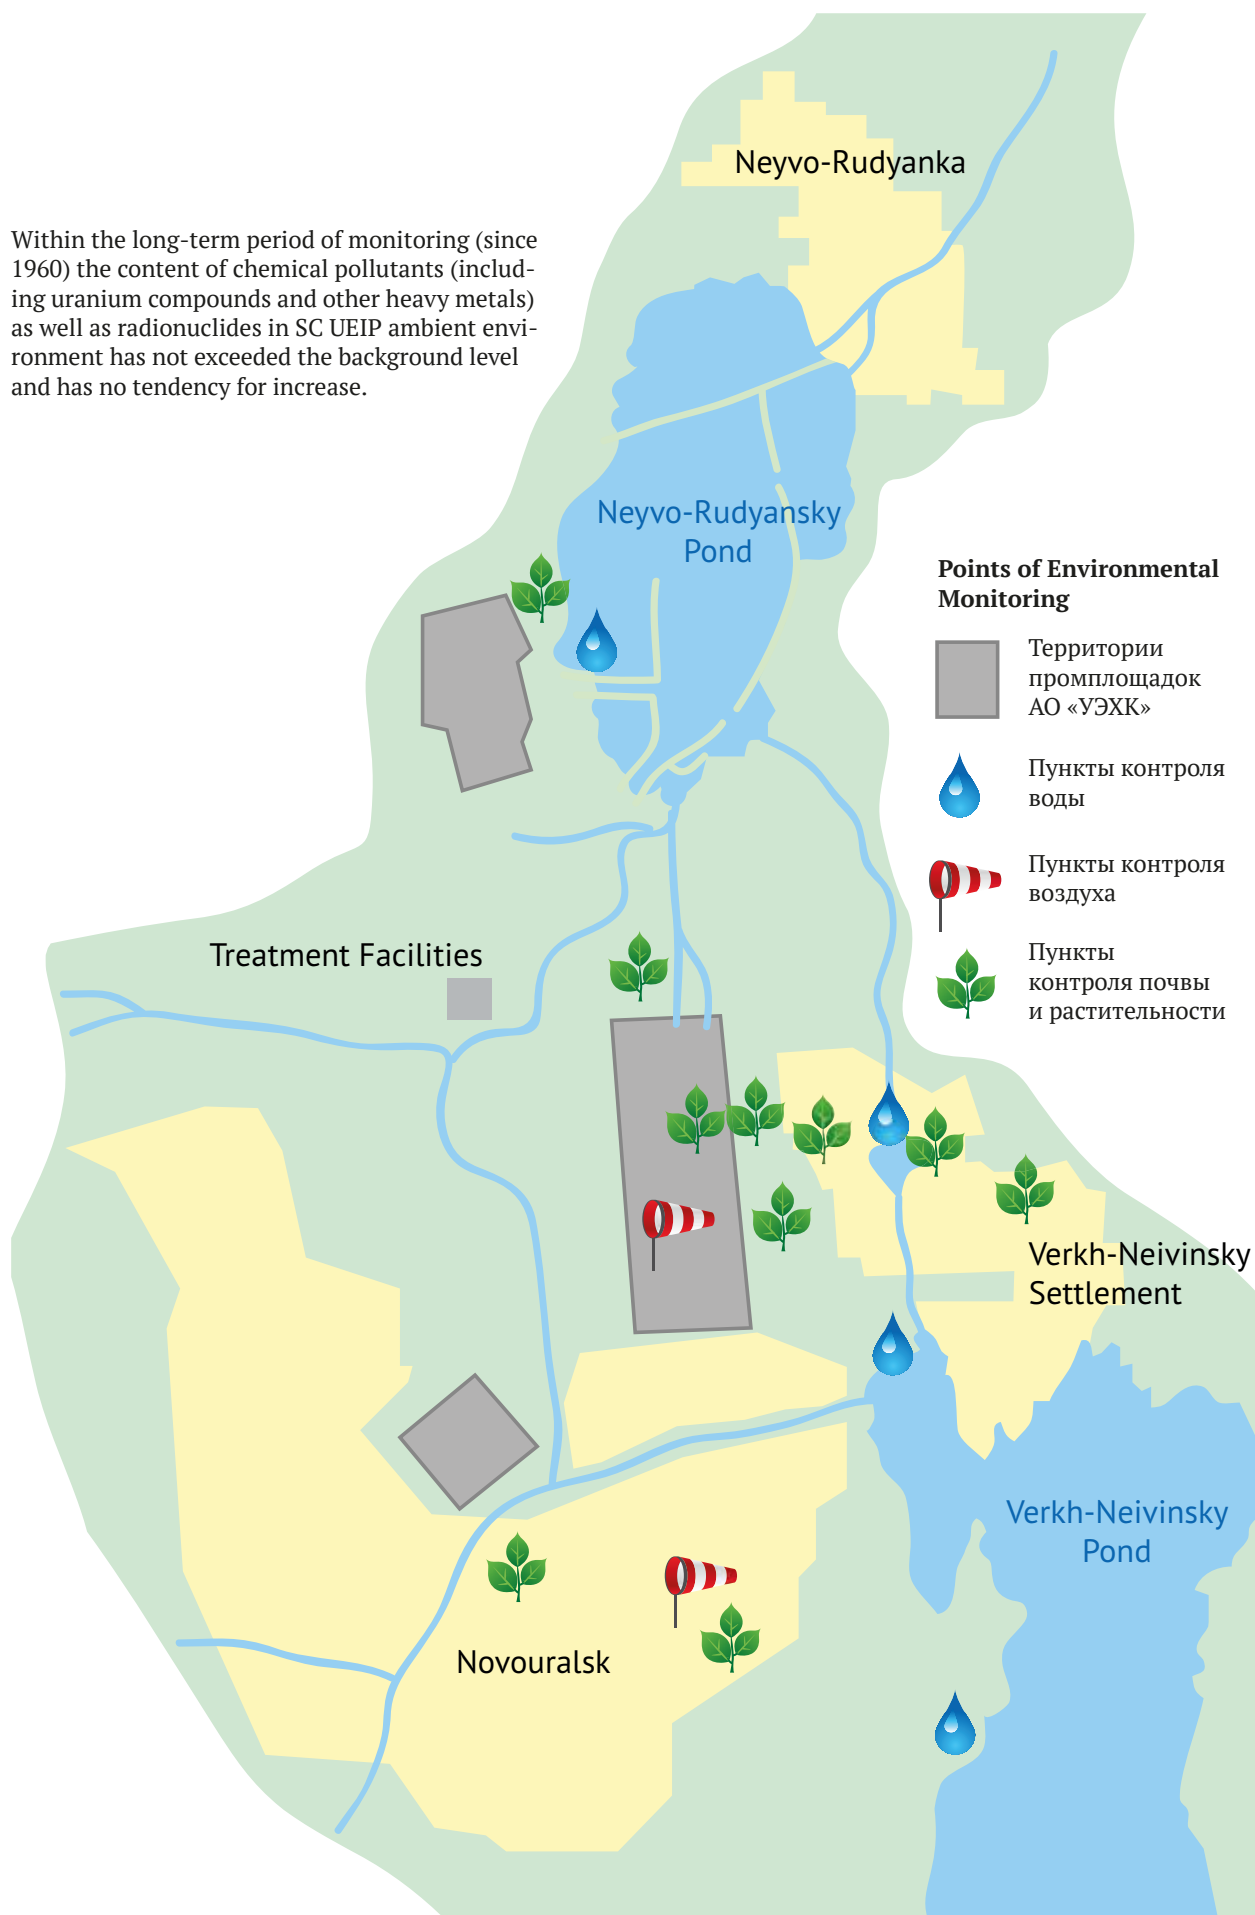 Neyvo-Rudyanka
Within the long-term period of monitoring (since
1960) the content of chemical pollutants (includ-
ing uranium compounds and other heavy metals)
as well as radionuclides in SC UEIP ambient envi-
ronment has not exceeded the background level
and has no tendency for increase.
Neyvo-Rudyansky
Pond
Points of Environmental
Monitoring
Территории
промплощадок
АО «УЭХК»
Пункты контроля
воды
Пункты контроля
воздуха
Пункты
контроля почвы
и растительности
Treatment Facilities
Verkh-Neivinsky
Settlement
Verkh-Neivinsky
Pond
Novouralsk